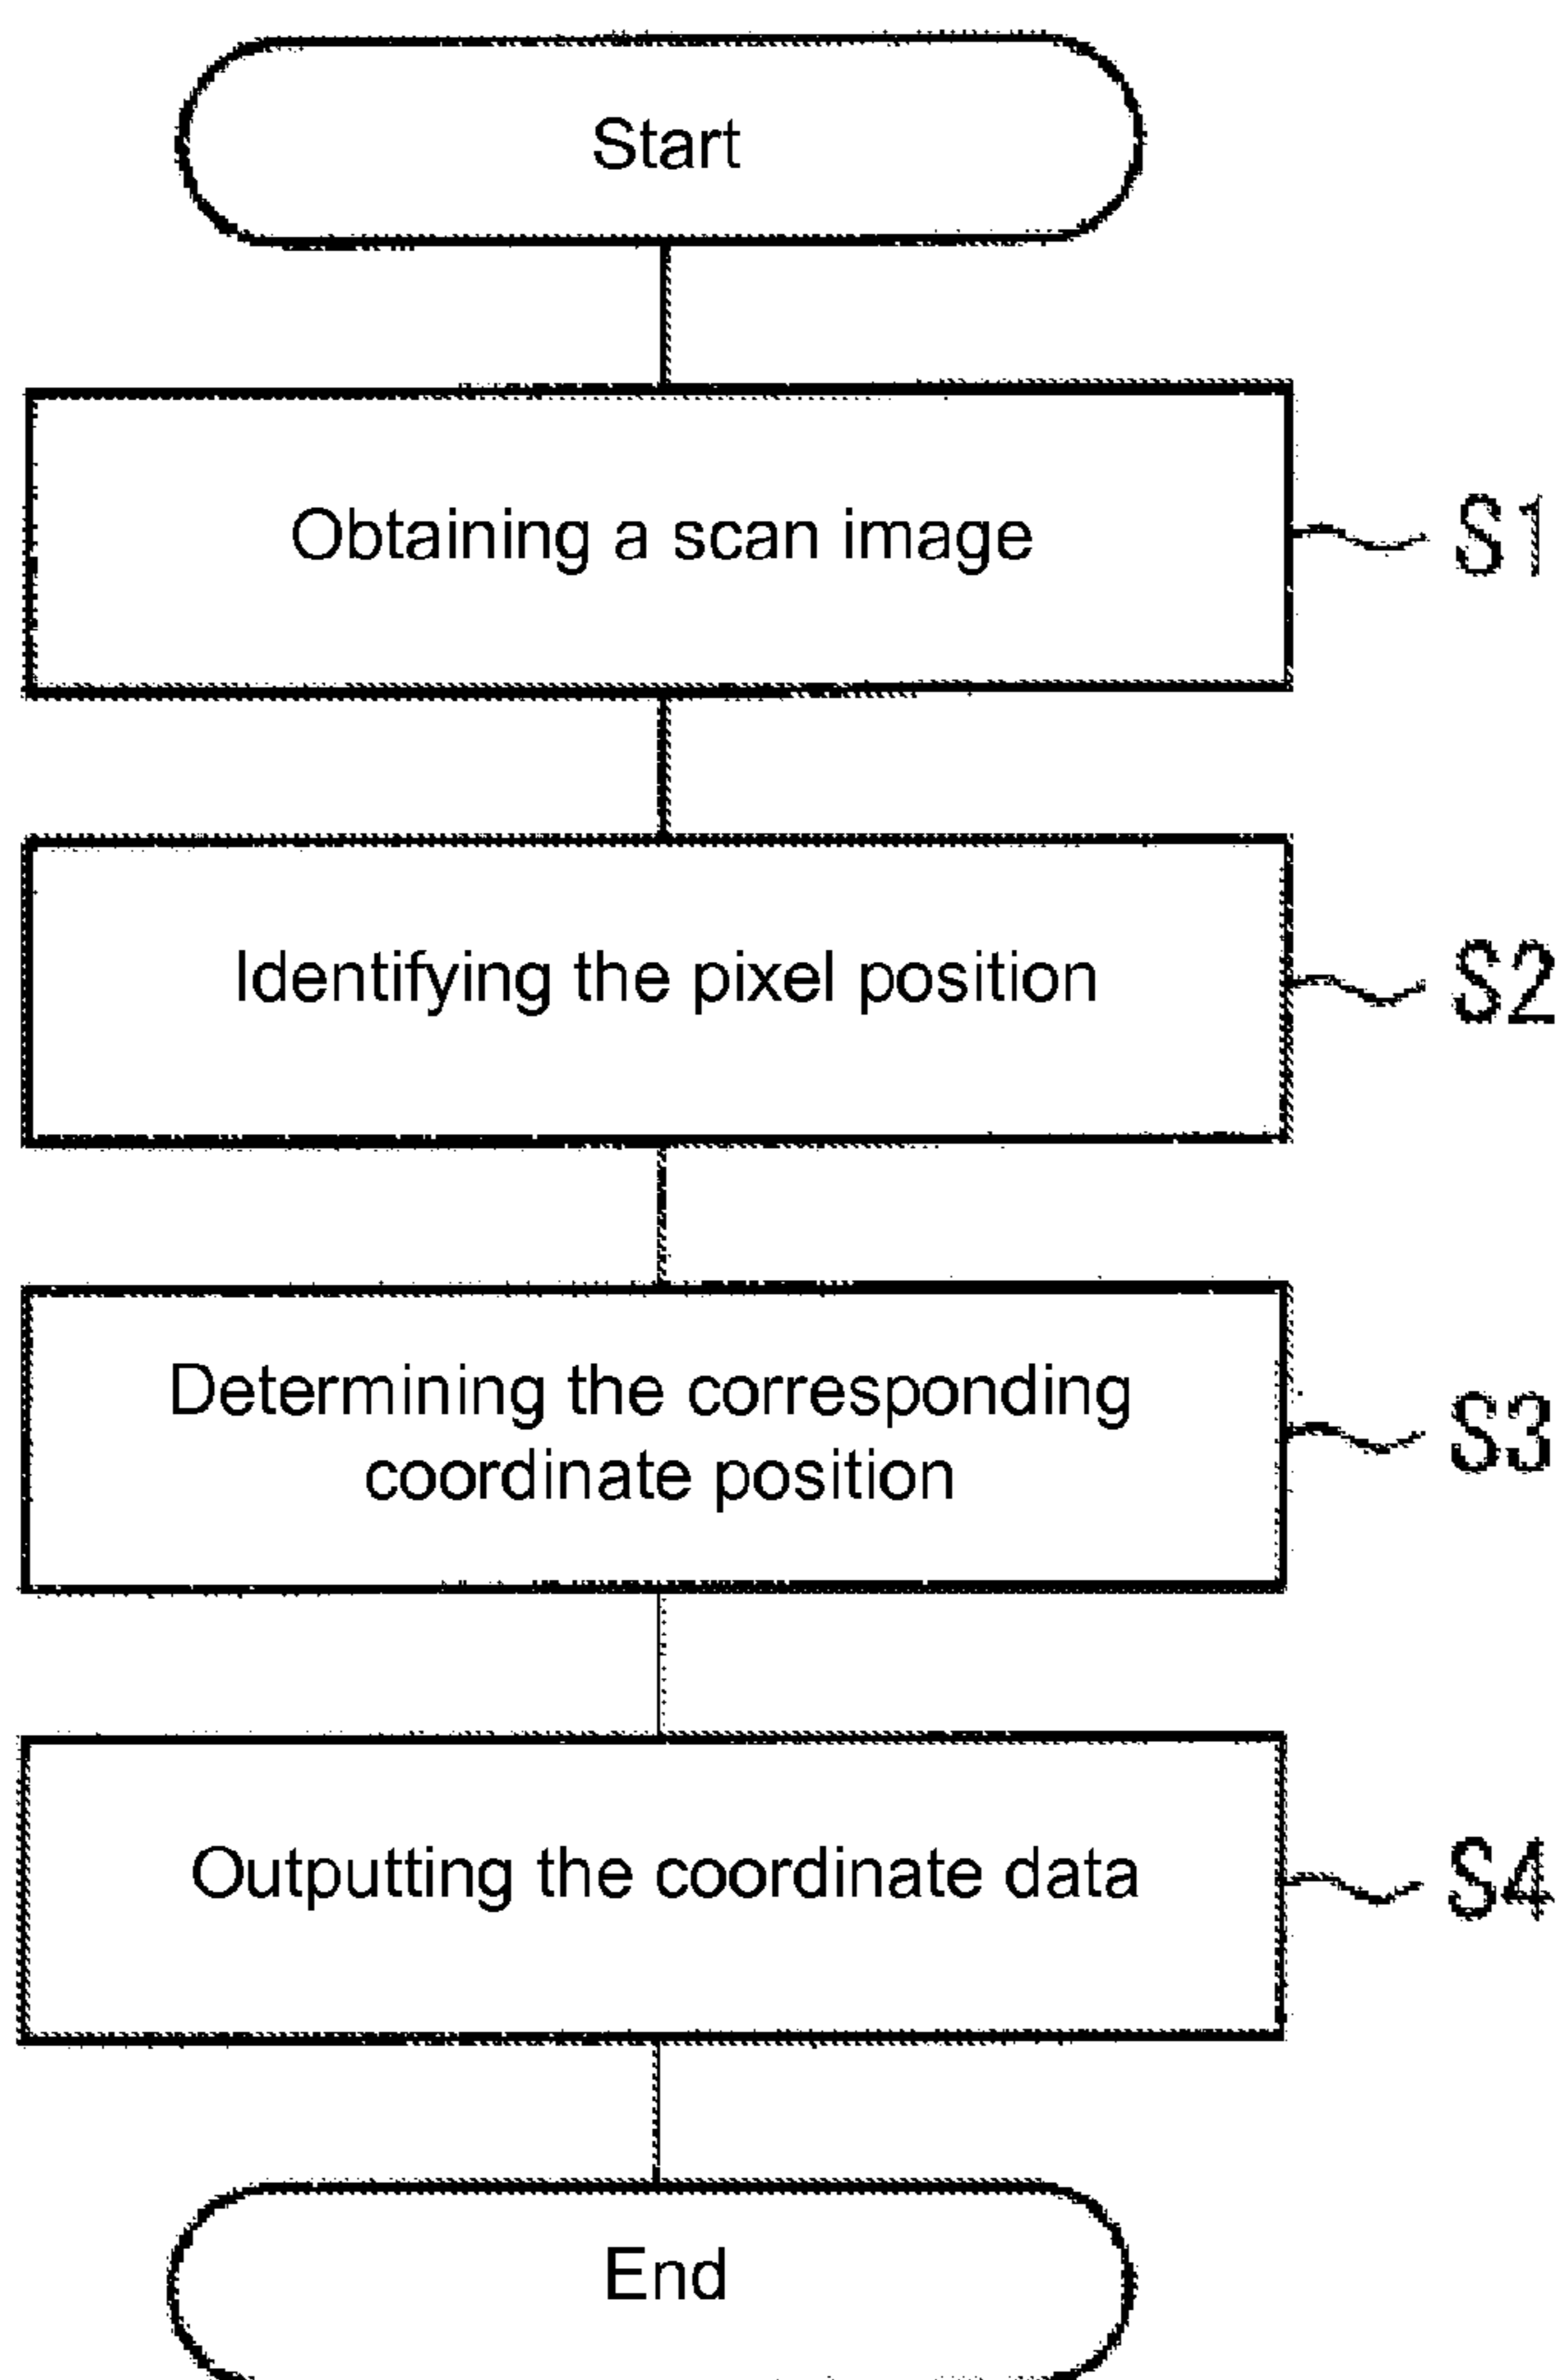 Start
Obtaining a scan image
S1
Identifying the pixel position
S2
Determining the corresponding
coordinate position
S3
Outputting the coordinate data
S4
End